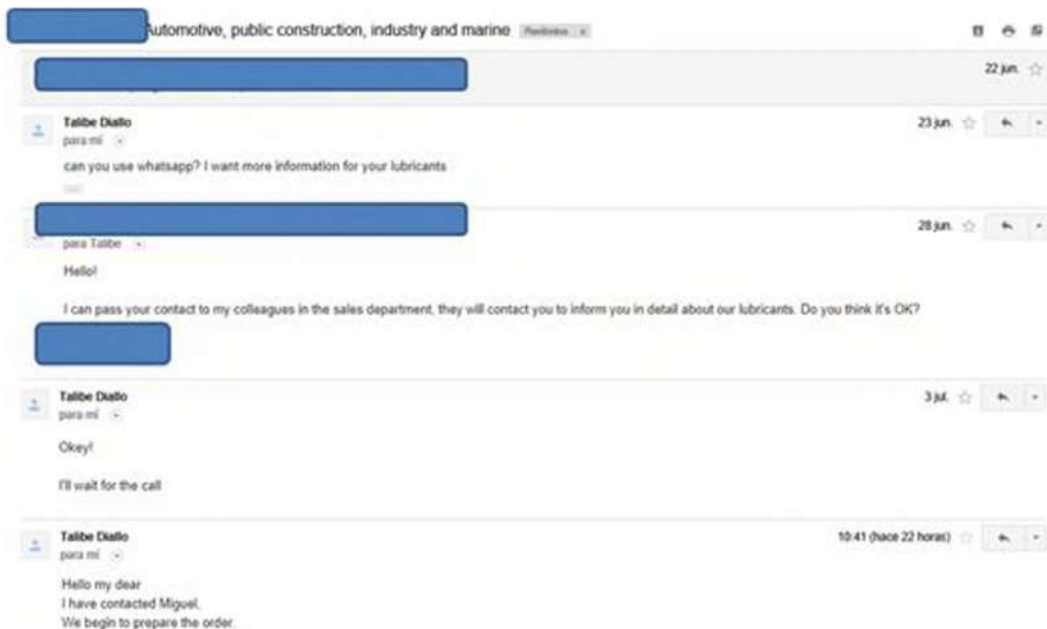 Automotive, public construction, industry and marine
22 jun.
Talibe Diallo
23 jun.
para mí
can you use whatsapp? I want more information for your lubricants
28 jun.
para Talibe
Hello!
I can pass your contact to my colleagues in the sales department, they will contact you to inform you in detail about our lubricants. Do you think it's OK?
Talibe Diallo
3 jul.
para mí
Okey!
I'll wait for the call
Talibe Diallo
10:41 (hace 22 horas)
para mí
Hello my dear
I have contacted Miguel,
We begin to prepare the order.